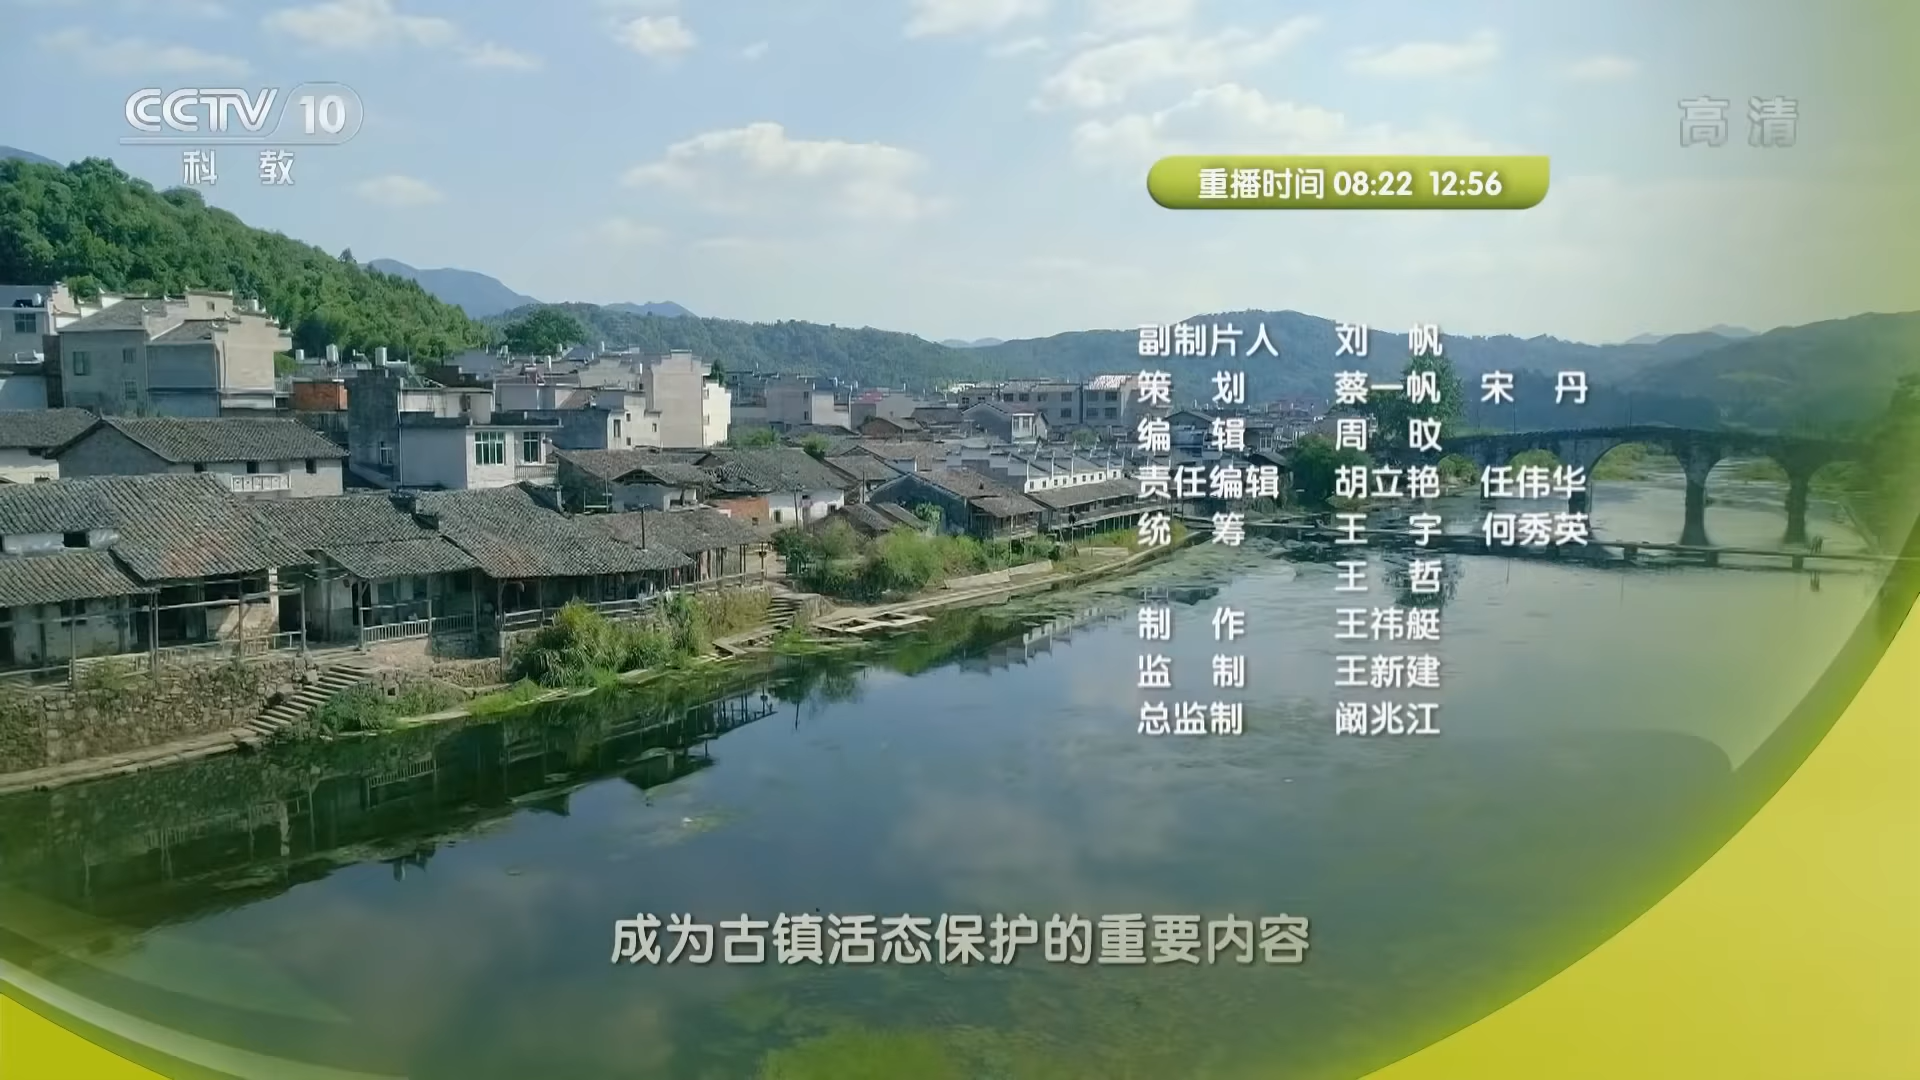 CCTV 10
科 教
高清
重播时间 08:22 12:56
副制片人 刘 帆
策 划 蔡一帆 宋 丹
编 辑 周 旼
责任编辑 胡立艳 任伟华
统 筹 王 宇 何秀英
王 哲
制 作 王祎艇
监 制 王新建
总监制 阚兆江
成为古镇活态保护的重要内容